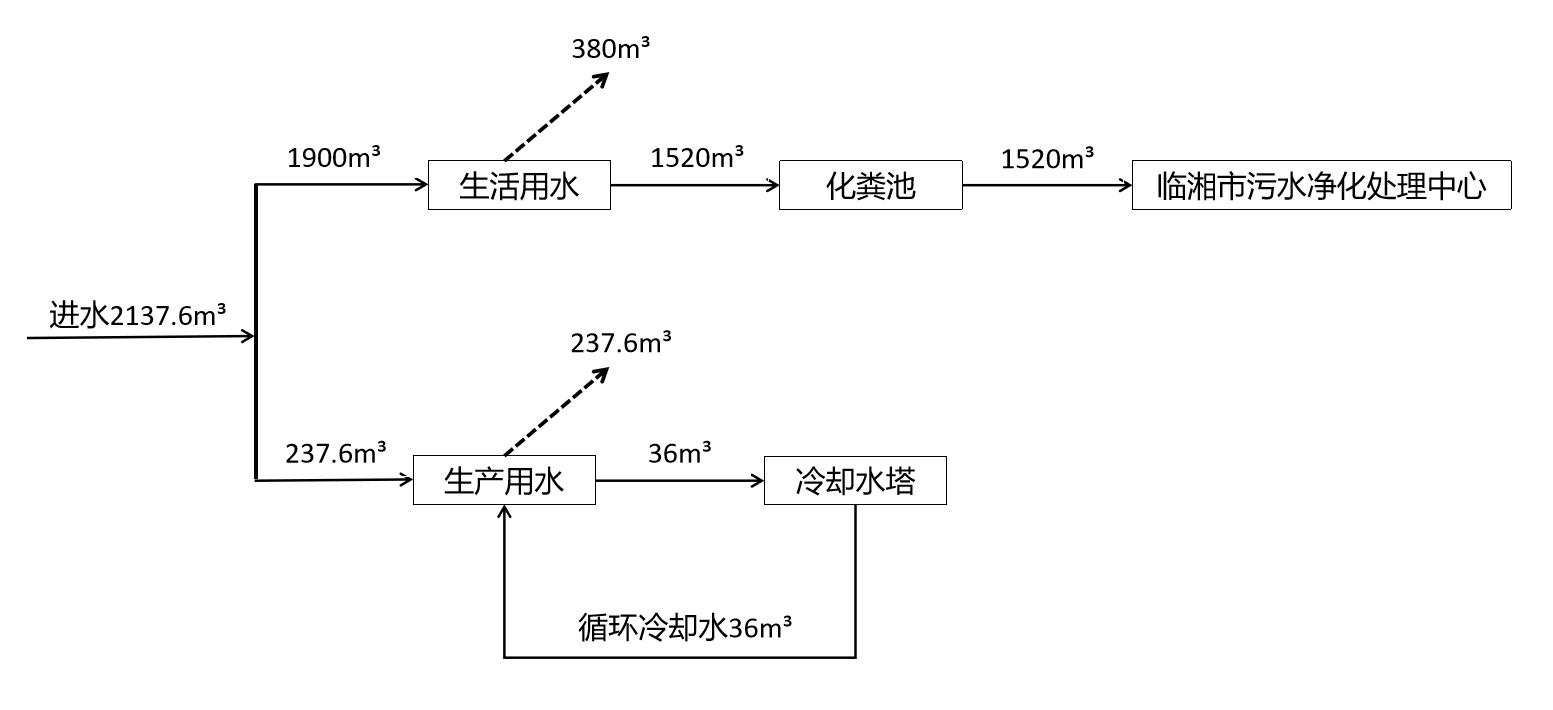 380m³
1900m³
生活用水
1520m³
化粪池
1520m³
临湘市污水净化处理中心
进水2137.6m³
237.6m³
237.6m³
生产用水
36m³
冷却水塔
循环冷却水36m³